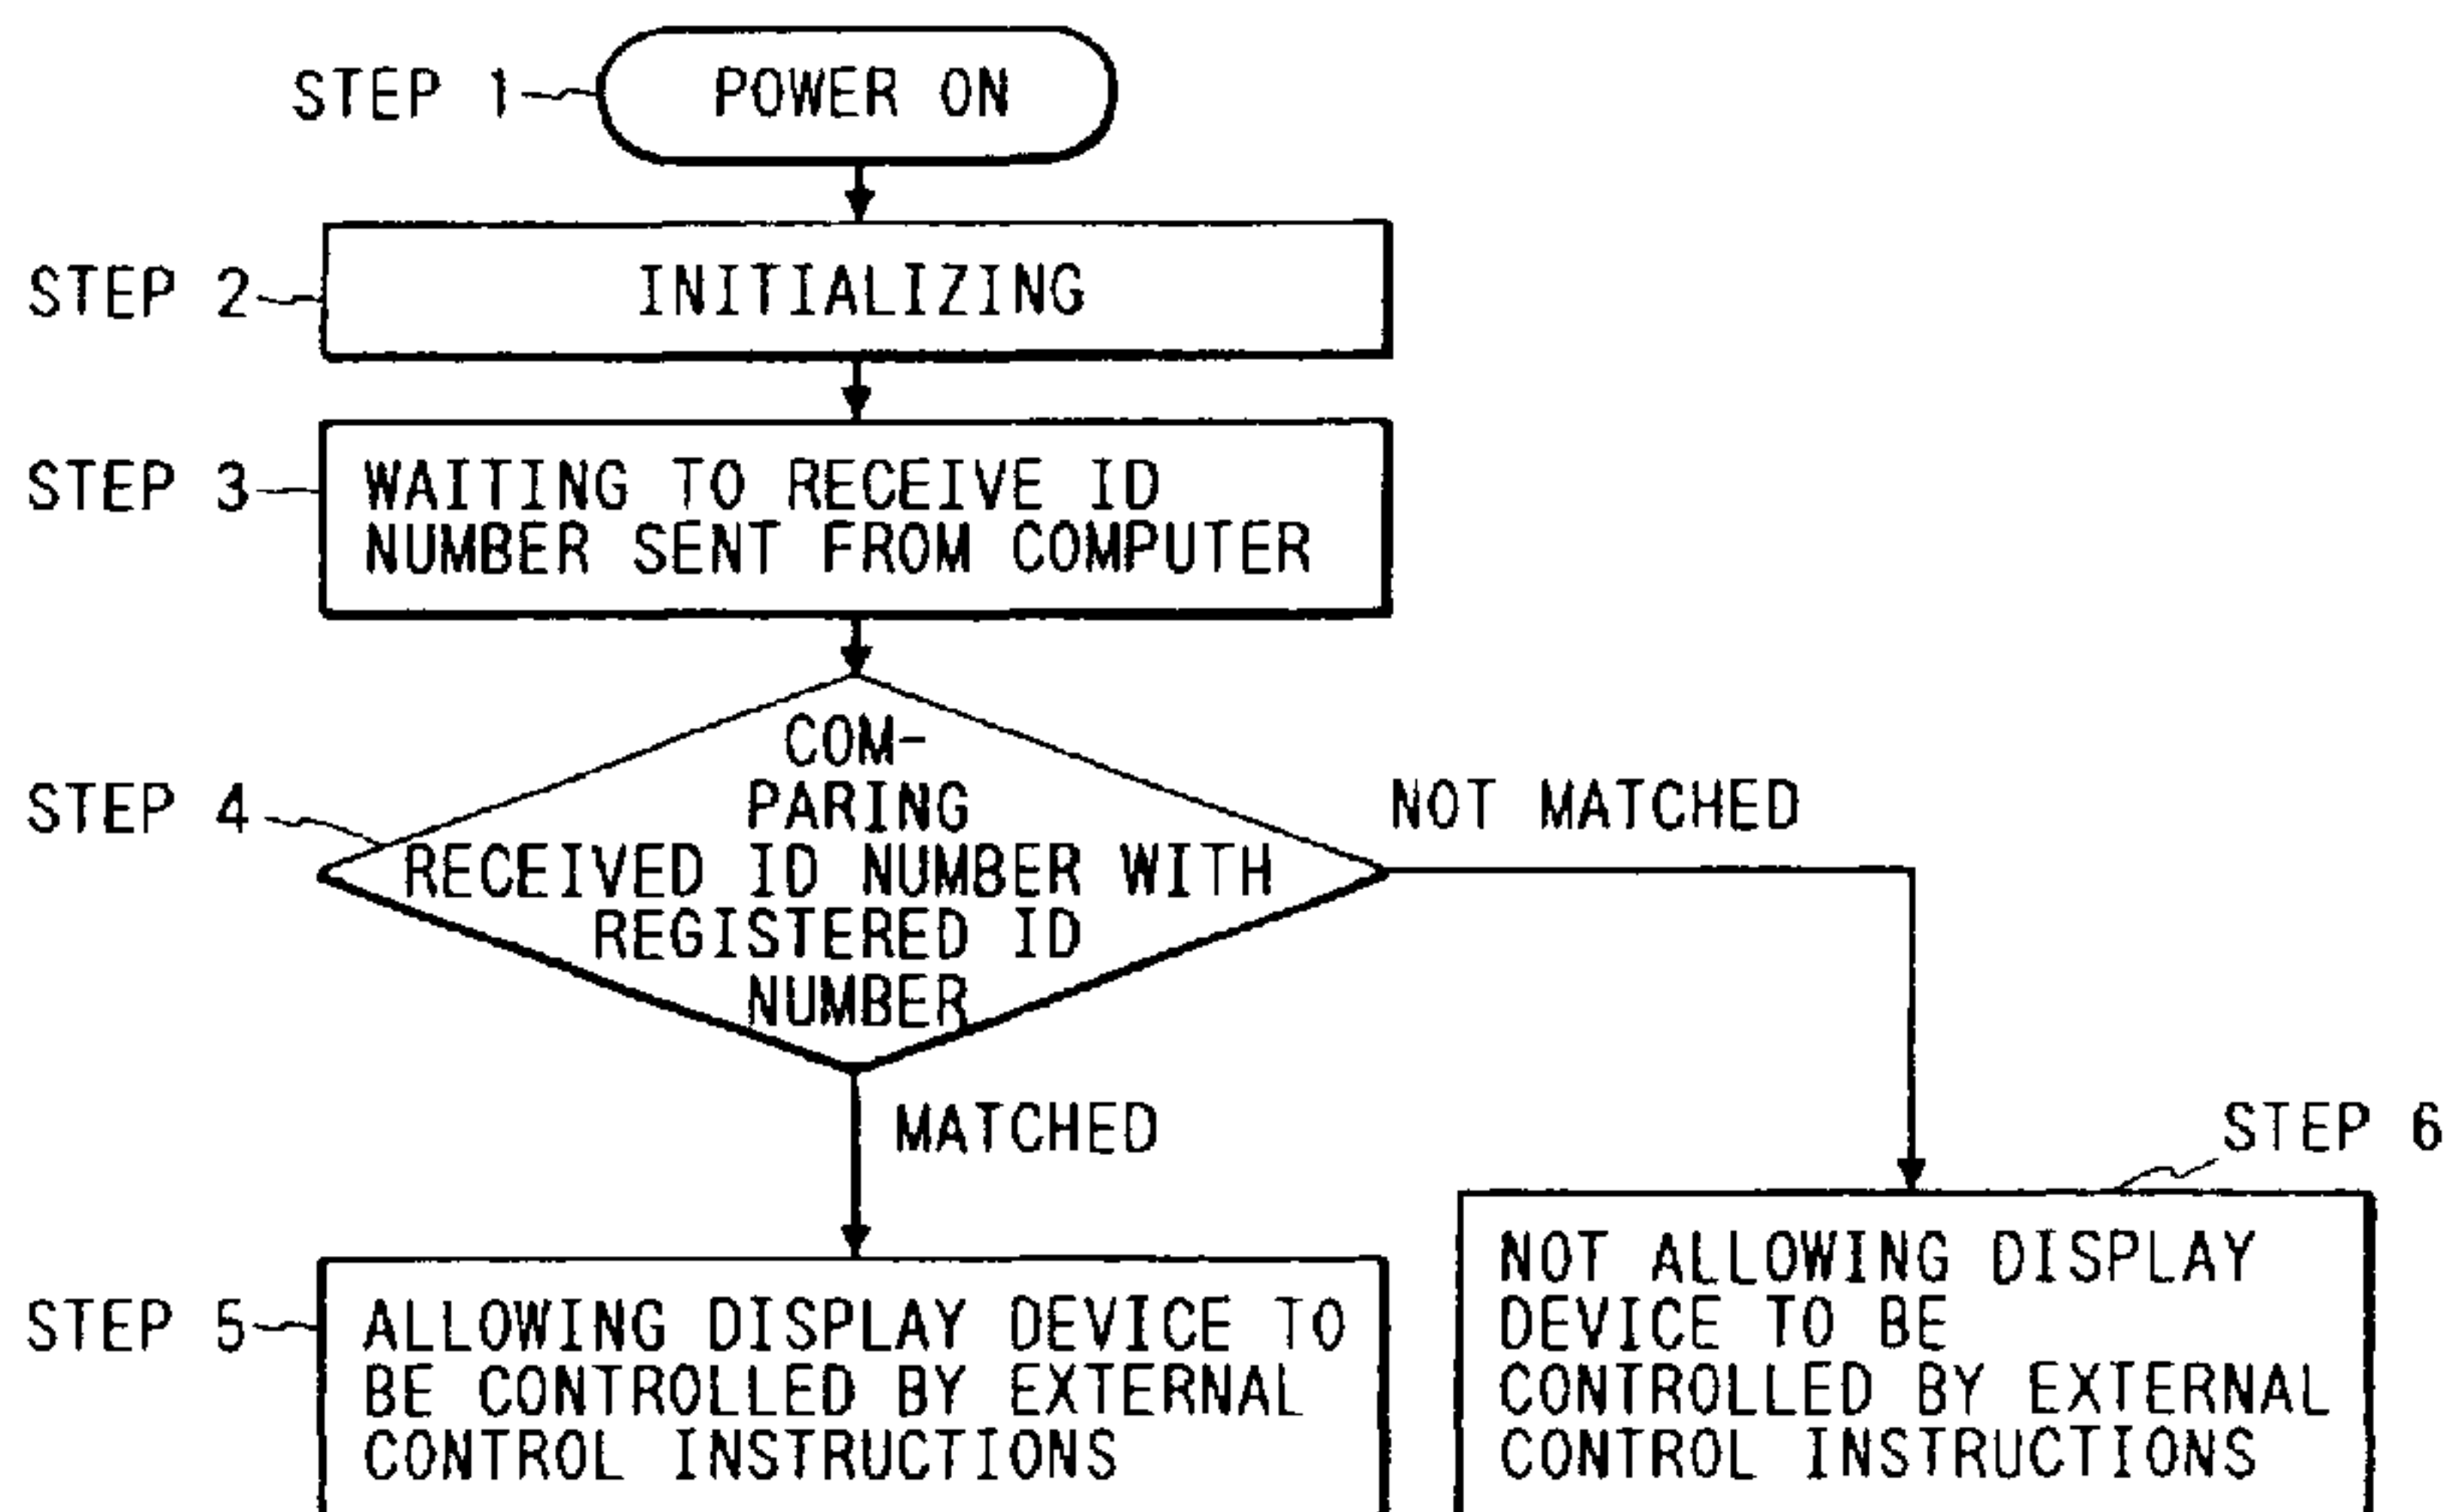 STEP 1
POWER ON
STEP 2
INITIALIZING
STEP 3
WAITING TO RECEIVE ID
NUMBER SENT FROM COMPUTER
STEP 4
COM-
PARING
RECEIVED ID NUMBER WITH
REGISTERED ID
NUMBER
NOT MATCHED
MATCHED
STEP 5
ALLOWING DISPLAY DEVICE TO
BE CONTROLLED BY EXTERNAL
CONTROL INSTRUCTIONS
STEP 6
NOT ALLOWING DISPLAY
DEVICE TO BE
CONTROLLED BY EXTERNAL
CONTROL INSTRUCTIONS